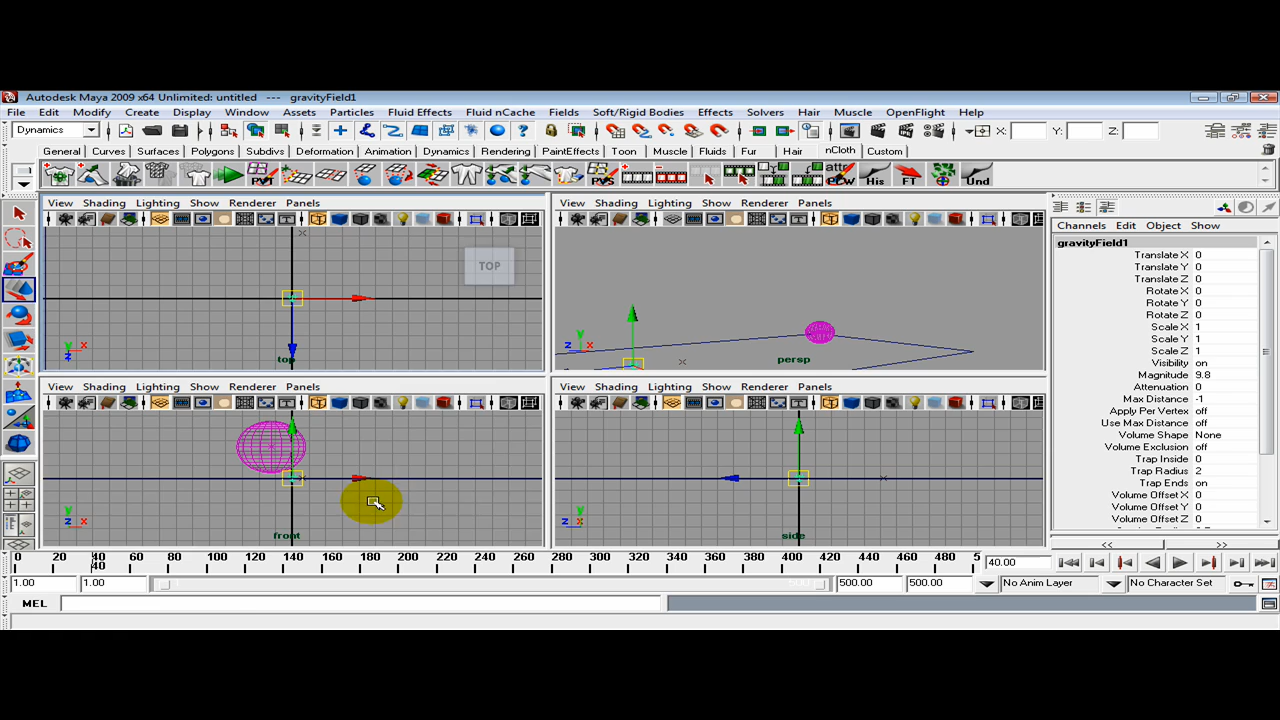 Autodesk Maya 2009 x64 Unlimited: untitled --- gravityField1
File Edit Modify Create Display Window Assets Particles Fluid Effects Fluid nCache Fields Soft/Rigid Bodies Effects Solvers Hair Muscle OpenFlight Help
Dynamics X: Y: Z:
General Curves Surfaces Polygons Subdivs Deformation Animation Dynamics Rendering PaintEffects Toon Muscle Fluids Fur Hair nCloth Custom
PVT PVS attr PCW His FT Und
View Shading Lighting Show Renderer Panels
TOP
y x
z
top
View Shading Lighting Show Renderer Panels
y
z x
persp
View Shading Lighting Show Renderer Panels
y
z x
front
View Shading Lighting Show Renderer Panels
y
z x
side
Channels Edit Object Show
gravityField1
Translate X 0
Translate Y 0
Translate Z 0
Rotate X 0
Rotate Y 0
Rotate Z 0
Scale X 1
Scale Y 1
Scale Z 1
Visibility on
Magnitude 9.8
Attenuation 0
Max Distance -1
Apply Per Vertex off
Use Max Distance off
Volume Shape None
Volume Exclusion off
Trap Inside 0
Trap Radius 2
Trap Ends on
Volume Offset X 0
Volume Offset Y 0
Volume Offset Z 0
<< >>
0 20 40 60 80 100 120 140 160 180 200 220 240 260 280 300 320 340 360 380 400 420 440 460 480 5
40 40.00
1.00 1.00 500 500.00 500.00 No Anim Layer No Character Set
MEL